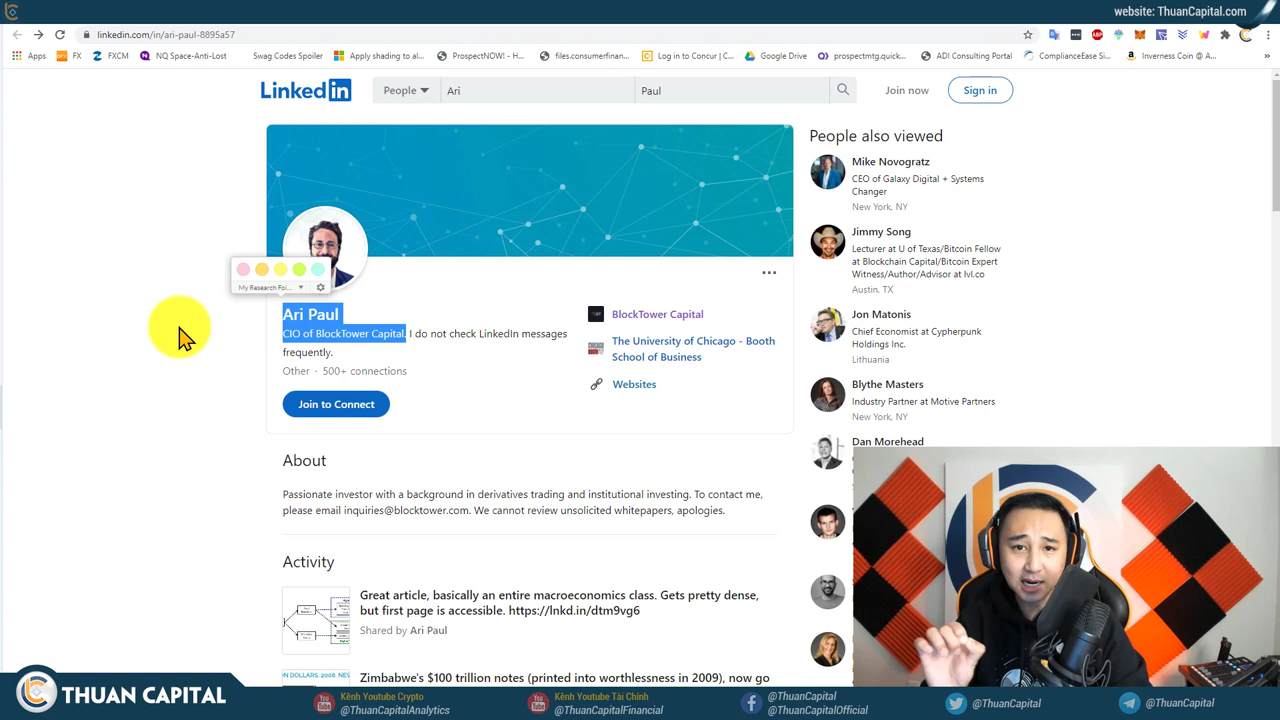 website: ThuanCapital.com
linkedin.com/in/ari-paul-8895a57
Apps
FX
FXCM
NQ Space-Anti-Lost
Swag Codes Spoiler
Apply shading to al...
ProspectNOW! - H...
files.consumerfinan...
Log in to Concur | C...
Google Drive
prospectmtg.quick...
ADI Consulting Portal
ComplianceEase Si...
Inverness Coin @ A...
Linkedin
People
Ari
Paul
Join now
Sign in
My Research Fol...
Ari Paul
CIO of BlockTower Capital. I do not check LinkedIn messages
frequently.
Other · 500+ connections
Join to Connect
BlockTower Capital
The University of Chicago - Booth
School of Business
Websites
About
Passionate investor with a background in derivatives trading and institutional investing. To contact me,
please email inquiries@blocktower.com. We cannot review unsolicited whitepapers, apologies.
Activity
Great article, basically an entire macroeconomics class. Gets pretty dense,
but first page is accessible. https://lnkd.in/dtm9vg6
Shared by Ari Paul
Zimbabwe's $100 trillion notes (printed into worthlessness in 2009), now go
People also viewed
Mike Novogratz
CEO of Galaxy Digital + Systems
Changer
New York, NY
Jimmy Song
Lecturer at U of Texas/Bitcoin Fellow
at Blockchain Capital/Bitcoin Expert
Witness/Author/Advisor at lvl.co
Austin, TX
Jon Matonis
Chief Economist at Cypherpunk
Holdings Inc.
Lithuania
Blythe Masters
Industry Partner at Motive Partners
New York, NY
Dan Morehead
THUAN CAPITAL
Kênh Youtube Crypto
@ThuanCapitalAnalytics
Kênh Youtube Tài Chính
@ThuanCapitalFinancial
@ThuanCapital
@ThuanCapitalOfficial
@ThuanCapital
@ThuanCapital